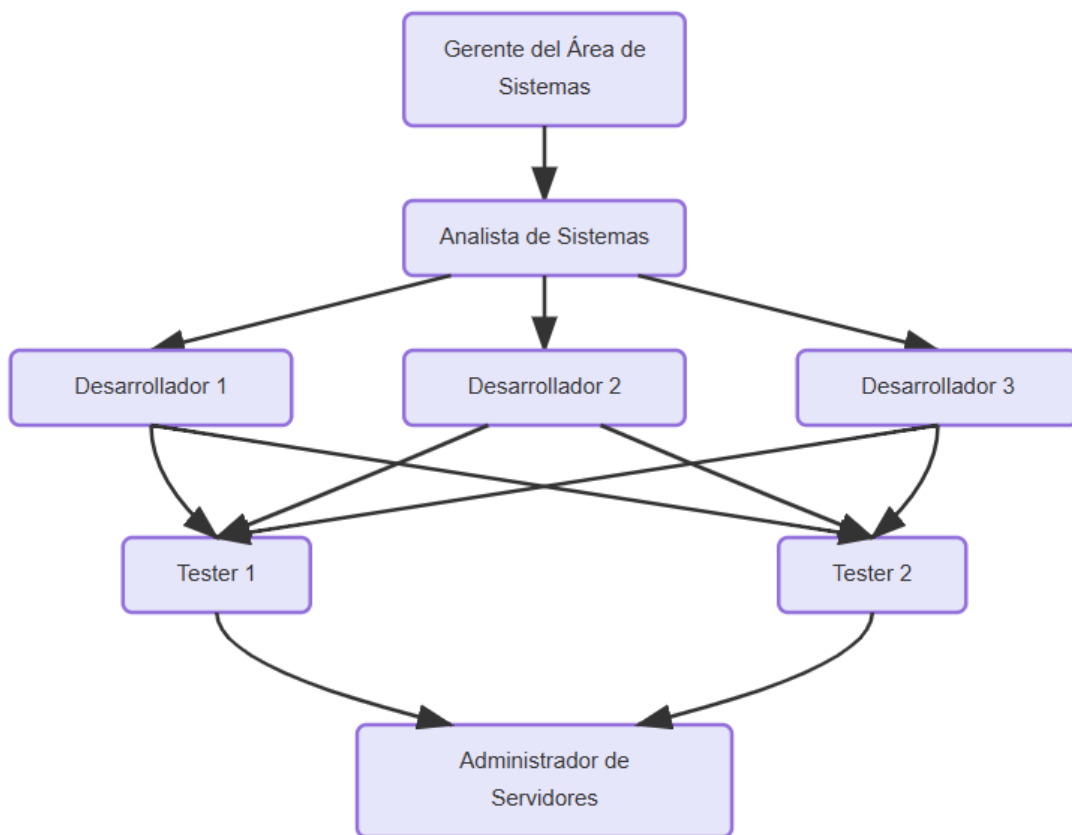 Gerente del Área de
Sistemas
Analista de Sistemas
Desarrollador 1
Desarrollador 2
Desarrollador 3
Tester 1
Tester 2
Administrador de
Servidores